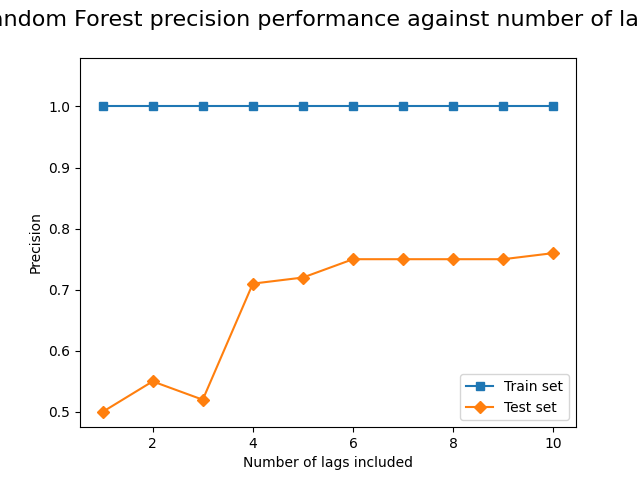 andom Forest precision performance against number of la
1.0
0.9
0.8
0.7
0.6
0.5
Precision
Train set
Test set
2 4 6 8 10
Number of lags included